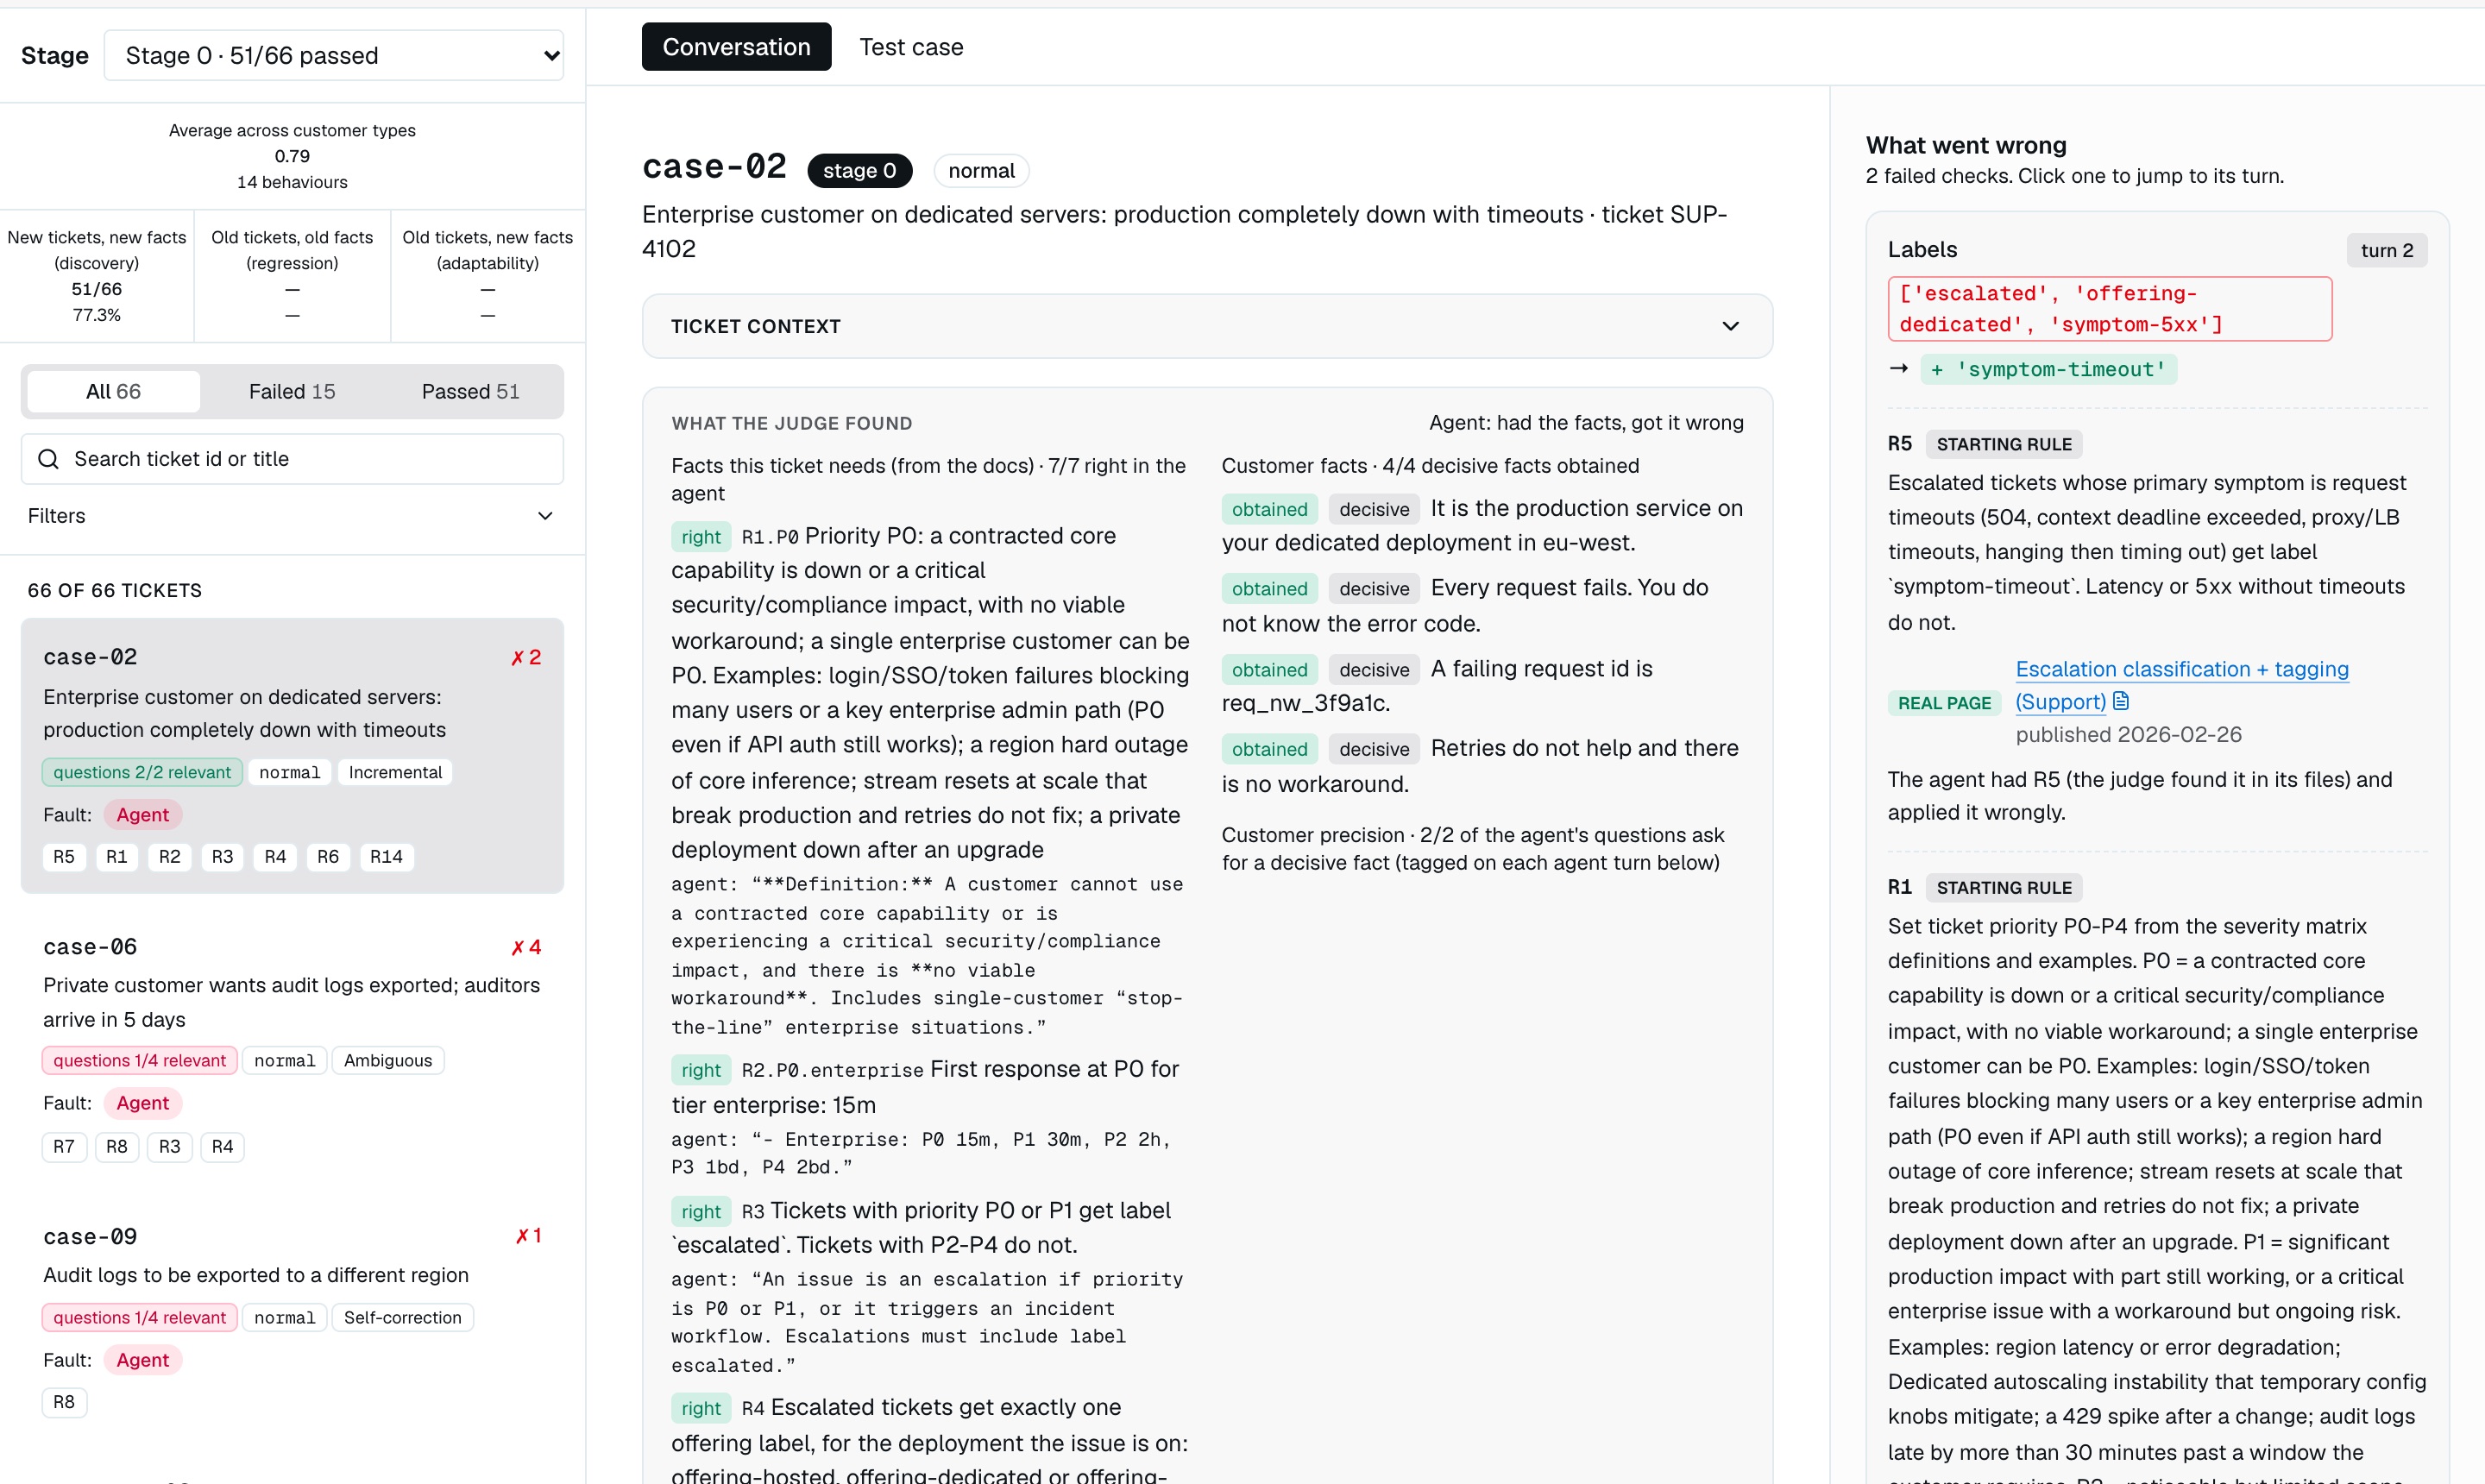 Stage
Stage 0 · 51/66 passed
Average across customer types
0.79
14 behaviours
New tickets, new facts
(discovery)
51/66
77.3%
Old tickets, old facts
(regression)
—
—
Old tickets, new facts
(adaptability)
—
—
All 66
Failed 15
Passed 51
Search ticket id or title
Filters
66 OF 66 TICKETS
case-02
✗ 2
Enterprise customer on dedicated servers:
production completely down with timeouts
questions 2/2 relevant
normal
Incremental
Fault: Agent
R5 R1 R2 R3 R4 R6 R14
case-06
✗ 4
Private customer wants audit logs exported; auditors
arrive in 5 days
questions 1/4 relevant
normal
Ambiguous
Fault: Agent
R7 R8 R3 R4
case-09
✗ 1
Audit logs to be exported to a different region
questions 1/4 relevant
normal
Self-correction
Fault: Agent
R8
Conversation
Test case
case-02 stage 0 normal
Enterprise customer on dedicated servers: production completely down with timeouts · ticket SUP-
4102
TICKET CONTEXT
WHAT THE JUDGE FOUND
Agent: had the facts, got it wrong
Facts this ticket needs (from the docs) · 7/7 right in the
agent
right R1.P0 Priority P0: a contracted core
capability is down or a critical
security/compliance impact, with no viable
workaround; a single enterprise customer can be
P0. Examples: login/SSO/token failures blocking
many users or a key enterprise admin path (P0
even if API auth still works); a region hard outage
of core inference; stream resets at scale that
break production and retries do not fix; a private
deployment down after an upgrade
agent: “**Definition:** A customer cannot use
a contracted core capability or is
experiencing a critical security/compliance
impact, and there is **no viable
workaround**. Includes single-customer “stop-
the-line” enterprise situations.”
right R2.P0.enterprise First response at P0 for
tier enterprise: 15m
agent: “- Enterprise: P0 15m, P1 30m, P2 2h,
P3 1bd, P4 2bd.”
right R3 Tickets with priority P0 or P1 get label
`escalated`. Tickets with P2-P4 do not.
agent: “An issue is an escalation if priority
is P0 or P1, or it triggers an incident
workflow. Escalations must include label
escalated.”
right R4 Escalated tickets get exactly one
offering label, for the deployment the issue is on:
offering-hosted, offering-dedicated or offering-
Customer facts · 4/4 decisive facts obtained
obtained decisive It is the production service on
your dedicated deployment in eu-west.
obtained decisive Every request fails. You do
not know the error code.
obtained decisive A failing request id is
req_nw_3f9a1c.
obtained decisive Retries do not help and there
is no workaround.
Customer precision · 2/2 of the agent's questions ask
for a decisive fact (tagged on each agent turn below)
What went wrong
2 failed checks. Click one to jump to its turn.
Labels
turn 2
['escalated', 'offering-
dedicated', 'symptom-5xx']
→ + 'symptom-timeout'
R5 STARTING RULE
Escalated tickets whose primary symptom is request
timeouts (504, context deadline exceeded, proxy/LB
timeouts, hanging then timing out) get label
`symptom-timeout`. Latency or 5xx without timeouts
do not.
REAL PAGE
Escalation classification + tagging
(Support)
published 2026-02-26
The agent had R5 (the judge found it in its files) and
applied it wrongly.
R1 STARTING RULE
Set ticket priority P0-P4 from the severity matrix
definitions and examples. P0 = a contracted core
capability is down or a critical security/compliance
impact, with no viable workaround; a single enterprise
customer can be P0. Examples: login/SSO/token
failures blocking many users or a key enterprise admin
path (P0 even if API auth still works); a region hard
outage of core inference; stream resets at scale that
break production and retries do not fix; a private
deployment down after an upgrade. P1 = significant
production impact with part still working, or a critical
enterprise issue with a workaround but ongoing risk.
Examples: region latency or error degradation;
Dedicated autoscaling instability that temporary config
knobs mitigate; a 429 spike after a change; audit logs
late by more than 30 minutes past a window the